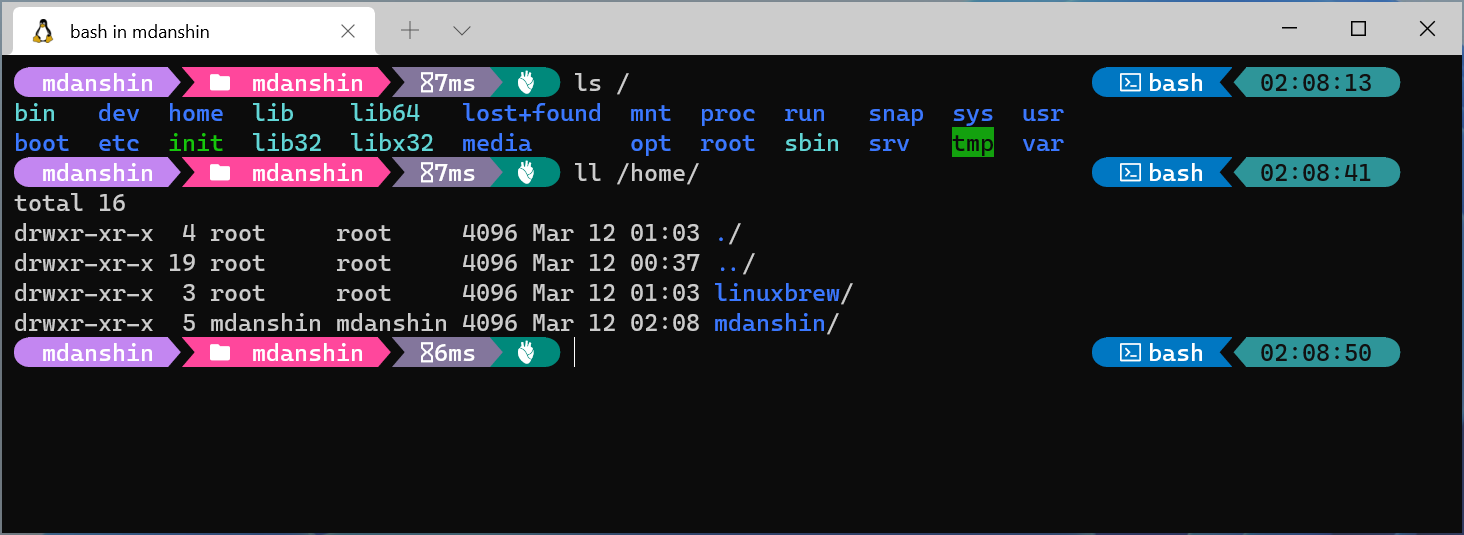 bash in mdanshin
mdanshin mdanshin 7ms ls / bash 02:08:13
bin dev home lib lib64 lost+found mnt proc run snap sys usr
boot etc init lib32 libx32 media opt root sbin srv tmp var
mdanshin mdanshin 7ms ll /home/ bash 02:08:41
total 16
drwxr-xr-x 4 root root 4096 Mar 12 01:03 ./
drwxr-xr-x 19 root root 4096 Mar 12 00:37 ../
drwxr-xr-x 3 root root 4096 Mar 12 01:03 linuxbrew/
drwxr-xr-x 5 mdanshin mdanshin 4096 Mar 12 02:08 mdanshin/
mdanshin mdanshin 6ms bash 02:08:50